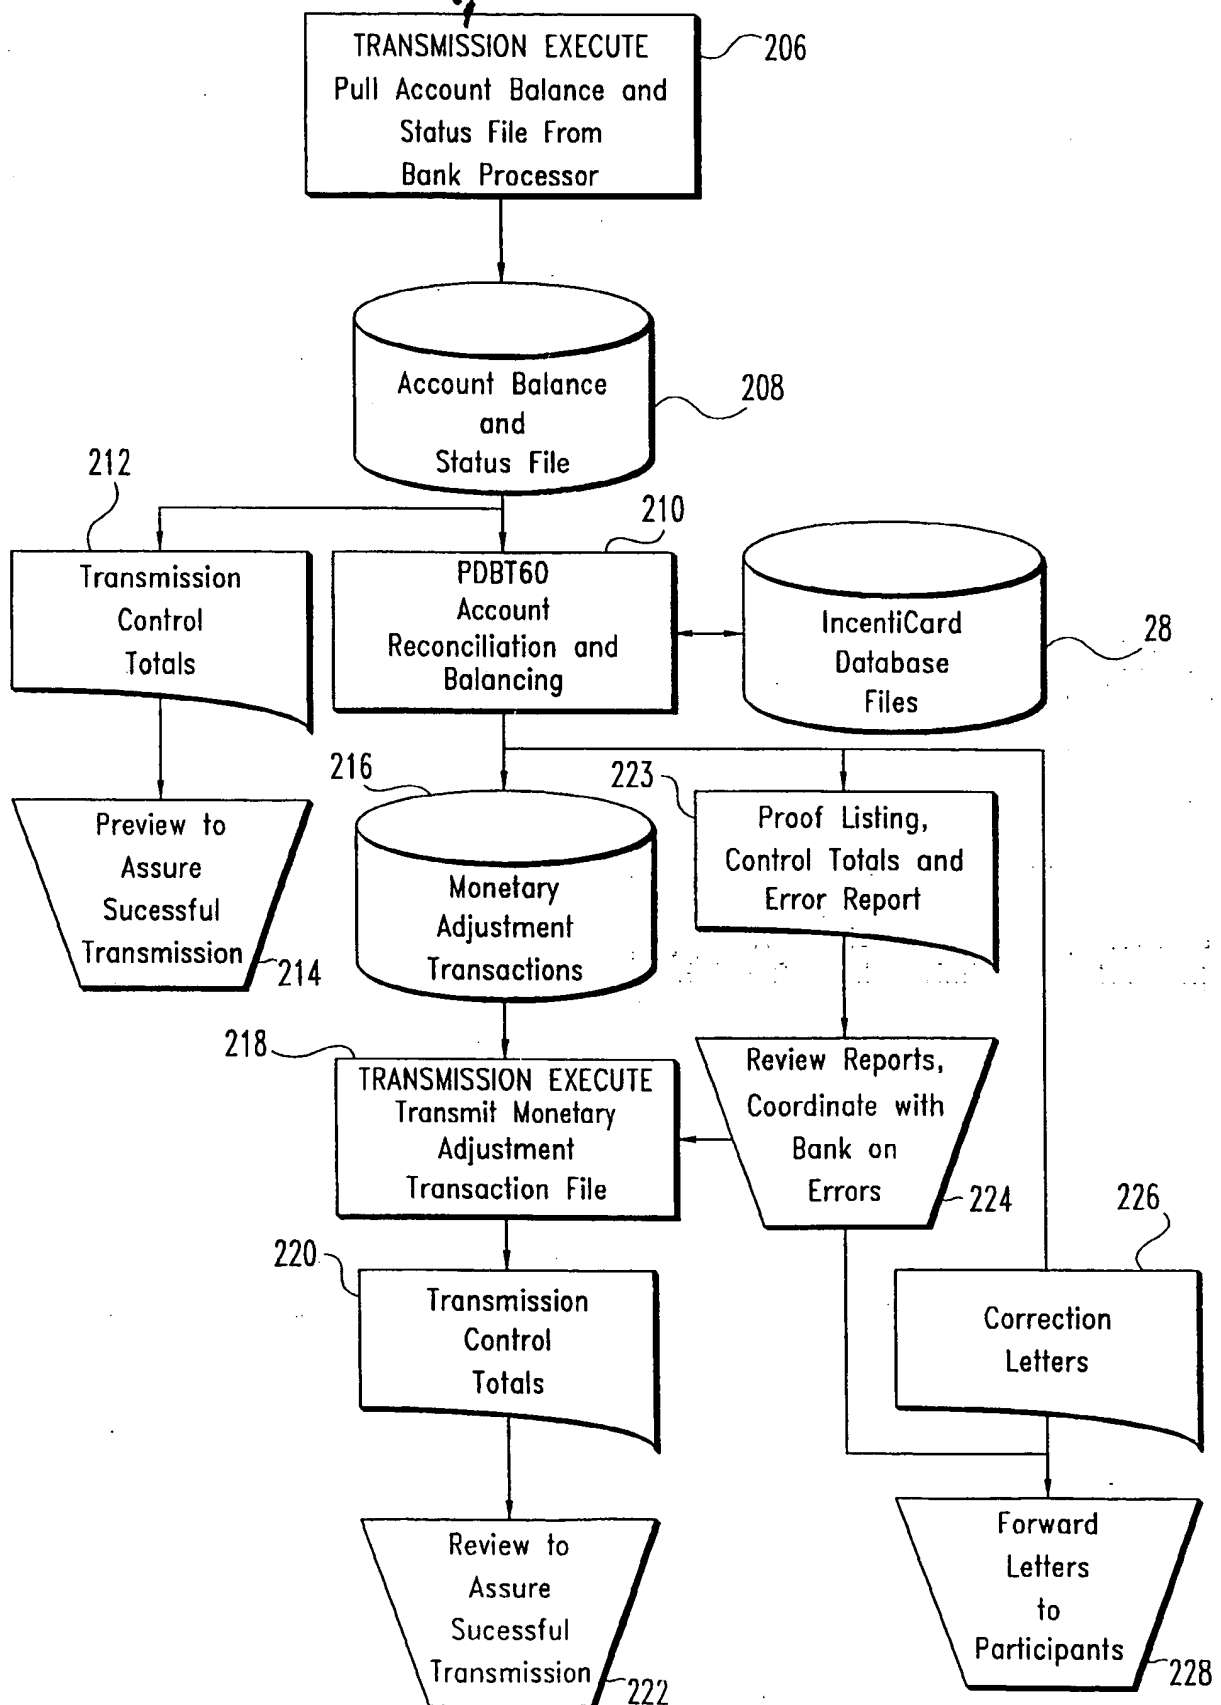 TRANSMISSION EXECUTE
Pull Account Balance and
Status File From
Bank Processor
206
Account Balance
and
Status File
208
212
Transmission
Control
Totals
210
PDBT60
Account
Reconciliation and
Balancing
IncentiCard
Database
Files
28
Preview to
Assure
Sucessful
Transmission
214
216
Monetary
Adjustment
Transactions
223
Proof Listing,
Control Totals and
Error Report
218
TRANSMISSION EXECUTE
Transmit Monetary
Adjustment
Transaction File
Review Reports,
Coordinate with
Bank on
Errors
224
220
Transmission
Control
Totals
226
Correction
Letters
Review to
Assure
Sucessful
Transmission
222
Forward
Letters
to
Participants
228